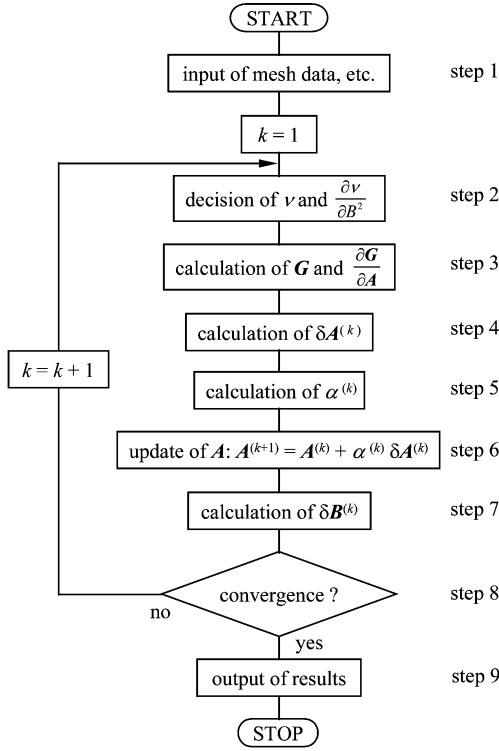 START
input of mesh data, etc. step 1
k = 1
decision of ν and ∂ν/∂B² step 2
calculation of G and ∂G/∂A step 3
calculation of δA⁽ᵏ⁾ step 4
k = k + 1
calculation of α⁽ᵏ⁾ step 5
update of A: A⁽ᵏ⁺¹⁾ = A⁽ᵏ⁾ + α⁽ᵏ⁾ δA⁽ᵏ⁾ step 6
calculation of δB⁽ᵏ⁾ step 7
convergence ? step 8
no
yes
output of results step 9
STOP